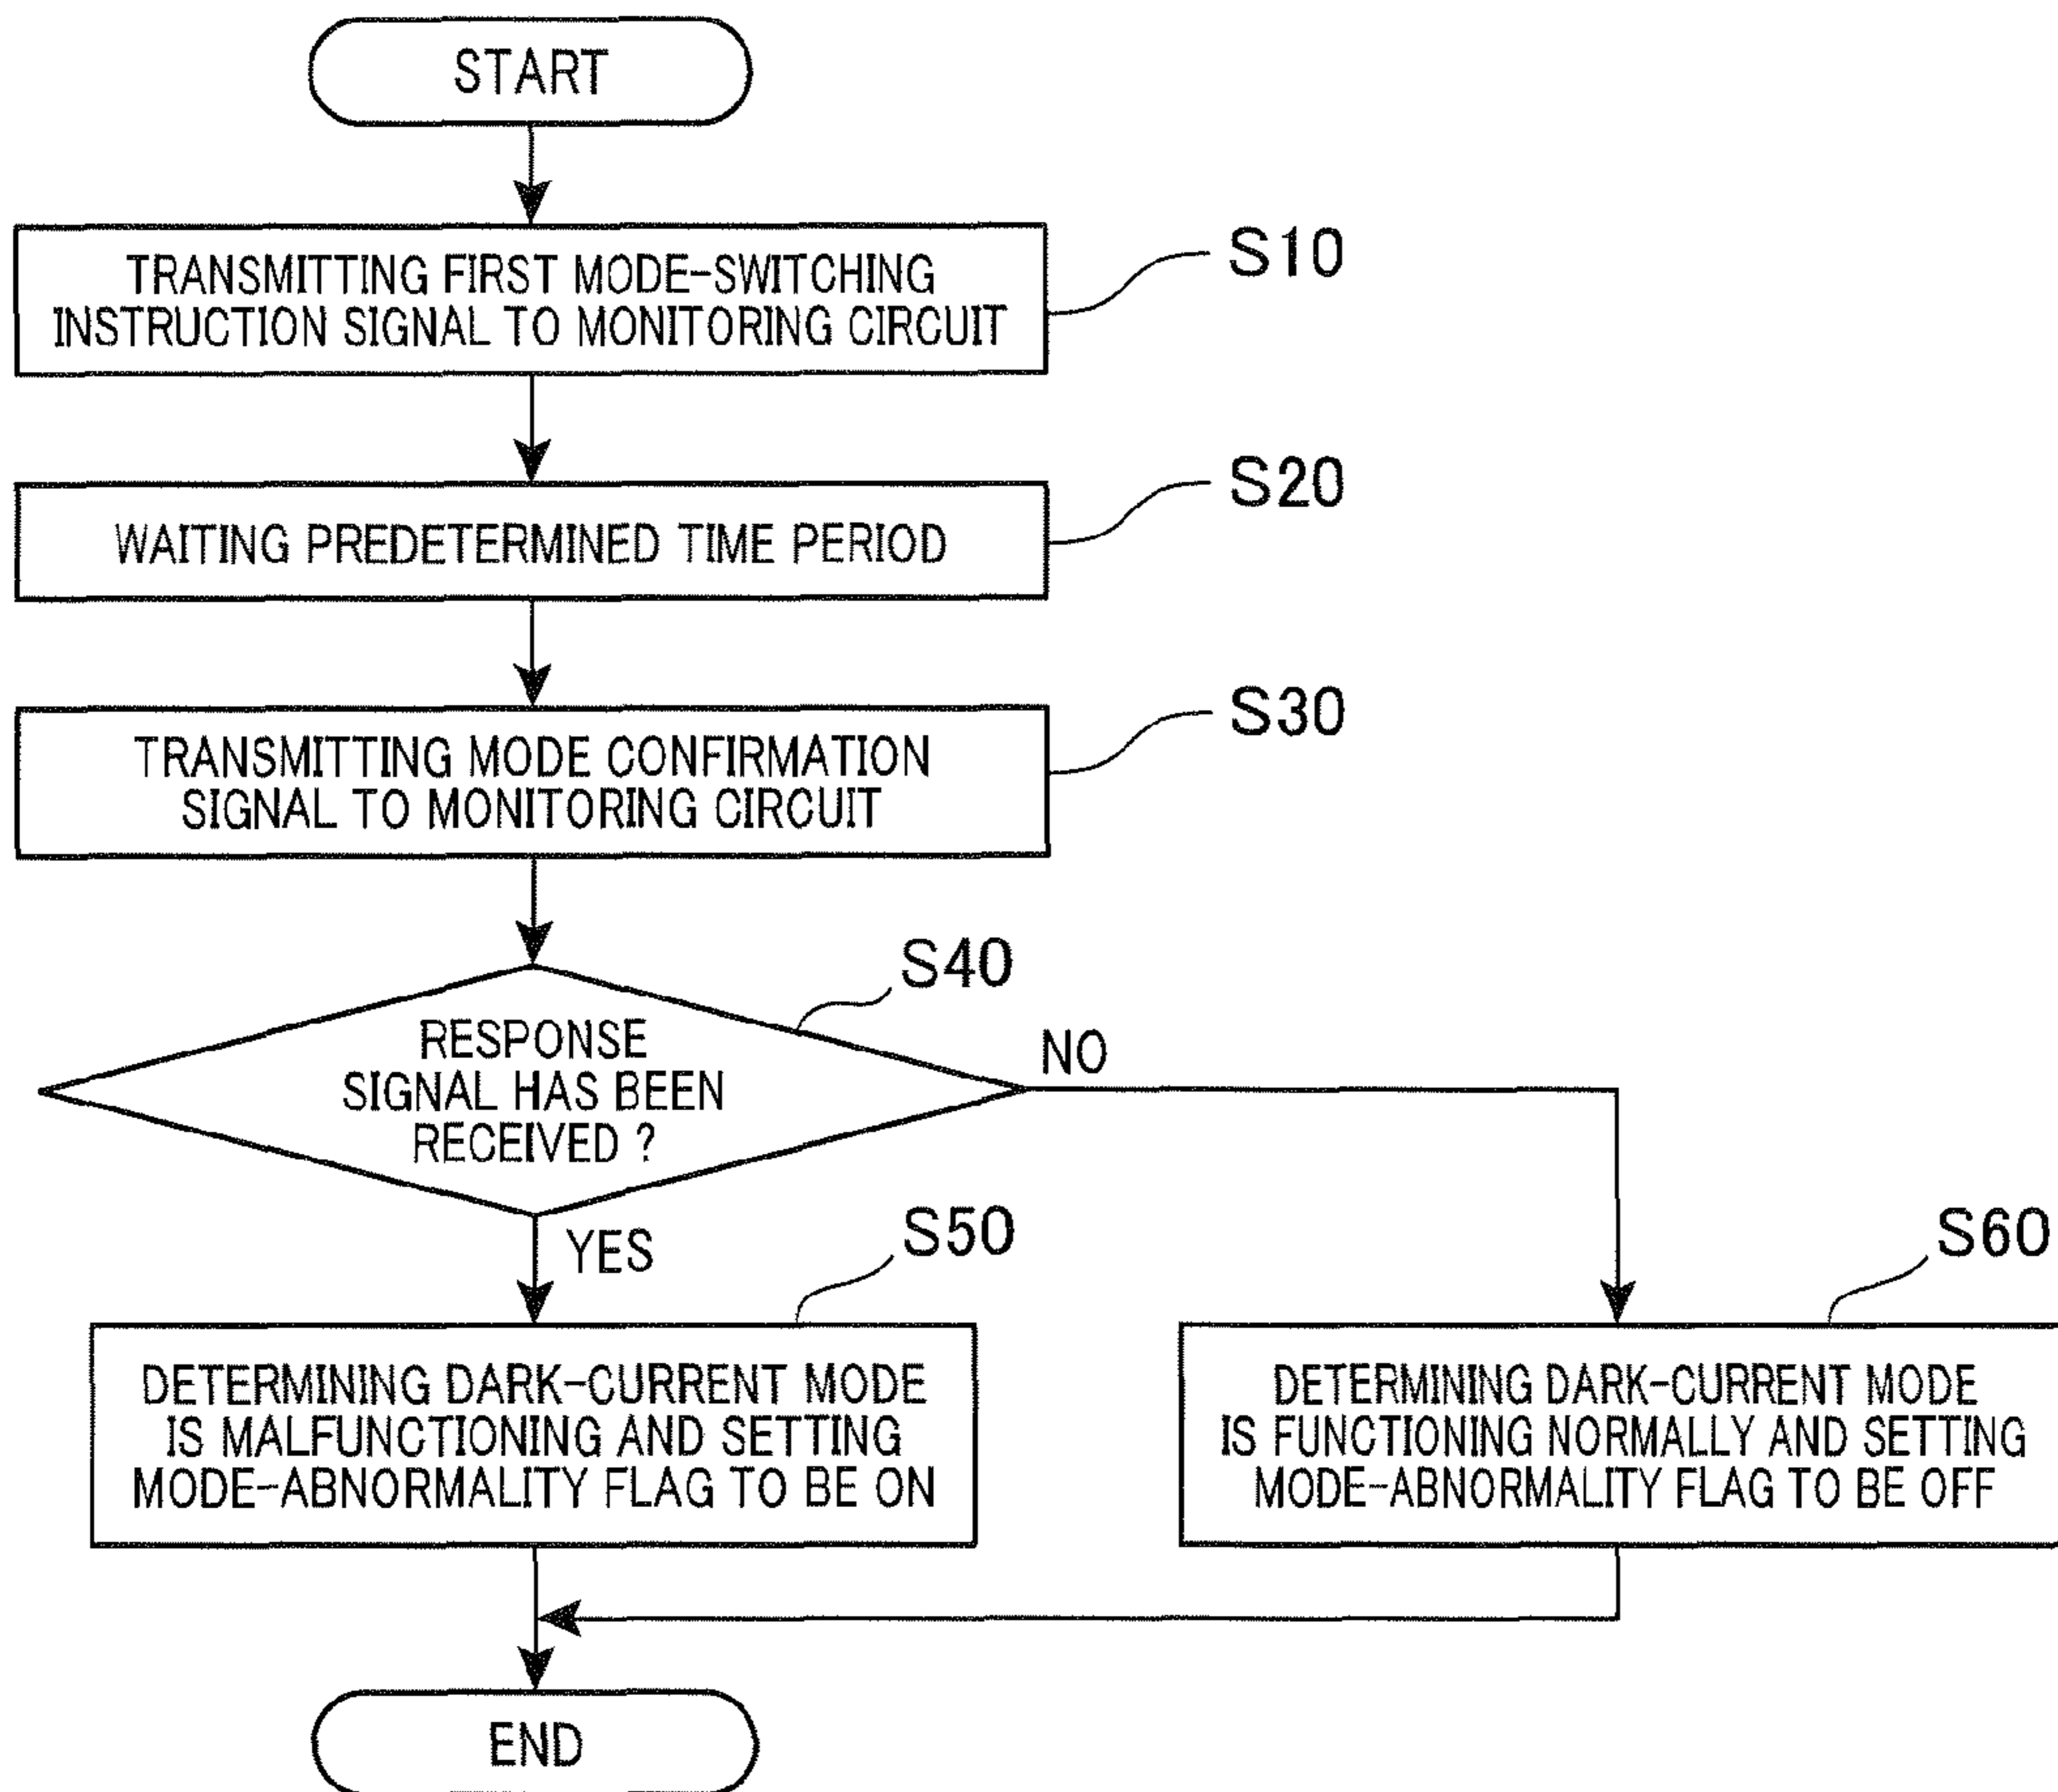 START
TRANSMITTING FIRST MODE-SWITCHING
INSTRUCTION SIGNAL TO MONITORING CIRCUIT
S10
WAITING PREDETERMINED TIME PERIOD
S20
TRANSMITTING MODE CONFIRMATION
SIGNAL TO MONITORING CIRCUIT
S30
RESPONSE
SIGNAL HAS BEEN
RECEIVED ?
S40
NO
YES
DETERMINING DARK-CURRENT MODE
IS MALFUNCTIONING AND SETTING
MODE-ABNORMALITY FLAG TO BE ON
S50
DETERMINING DARK-CURRENT MODE
IS FUNCTIONING NORMALLY AND SETTING
MODE-ABNORMALITY FLAG TO BE OFF
S60
END